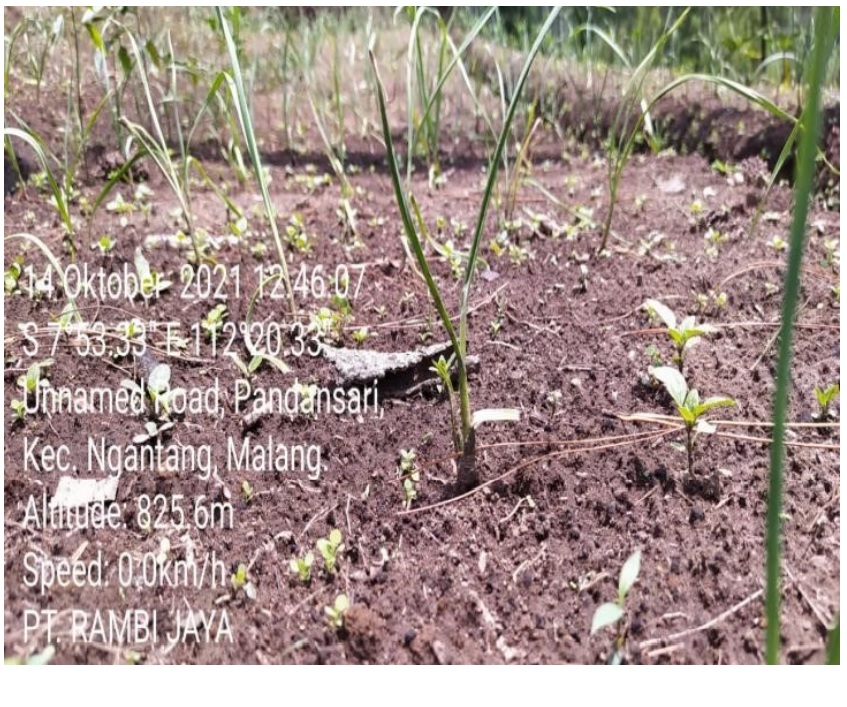 14 Oktober 2021 12:46:07
S 7°53.33" E 112°20.33"
Unnamed Road, Pandansari,
Kec. Ngantang, Malang.
Altitude: 825.6m
Speed: 0.0km/h
PT. RAMBI JAYA